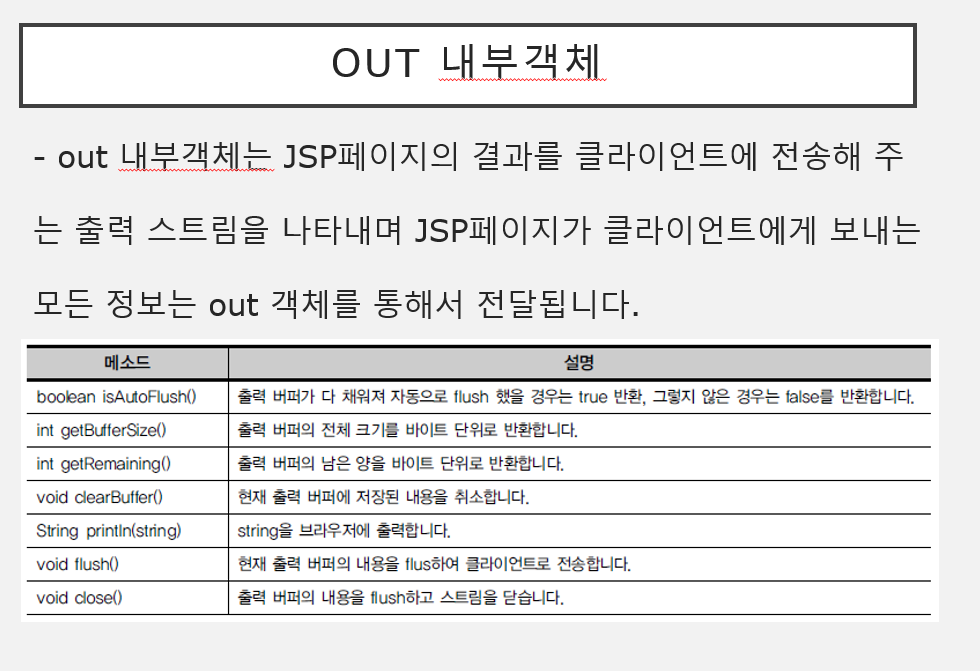 OUT 내부객체
- out 내부객체는 JSP페이지의 결과를 클라이언트에 전송해 주
는 출력 스트림을 나타내며 JSP페이지가 클라이언트에게 보내는
모든 정보는 out 객체를 통해서 전달됩니다.
메소드 설명
boolean isAutoFlush() 출력 버퍼가 다 채워져 자동으로 flush 했을 경우는 true 반환, 그렇지 않은 경우는 false를 반환합니다.
int getBufferSize() 출력 버퍼의 전체 크기를 바이트 단위로 반환합니다.
int getRemaining() 출력 버퍼의 남은 양을 바이트 단위로 반환합니다.
void clearBuffer() 현재 출력 버퍼에 저장된 내용을 취소합니다.
String println(string) string을 브라우저에 출력합니다.
void flush() 현재 출력 버퍼의 내용을 flus하여 클라이언트로 전송합니다.
void close() 출력 버퍼의 내용을 flush하고 스트림을 닫습니다.